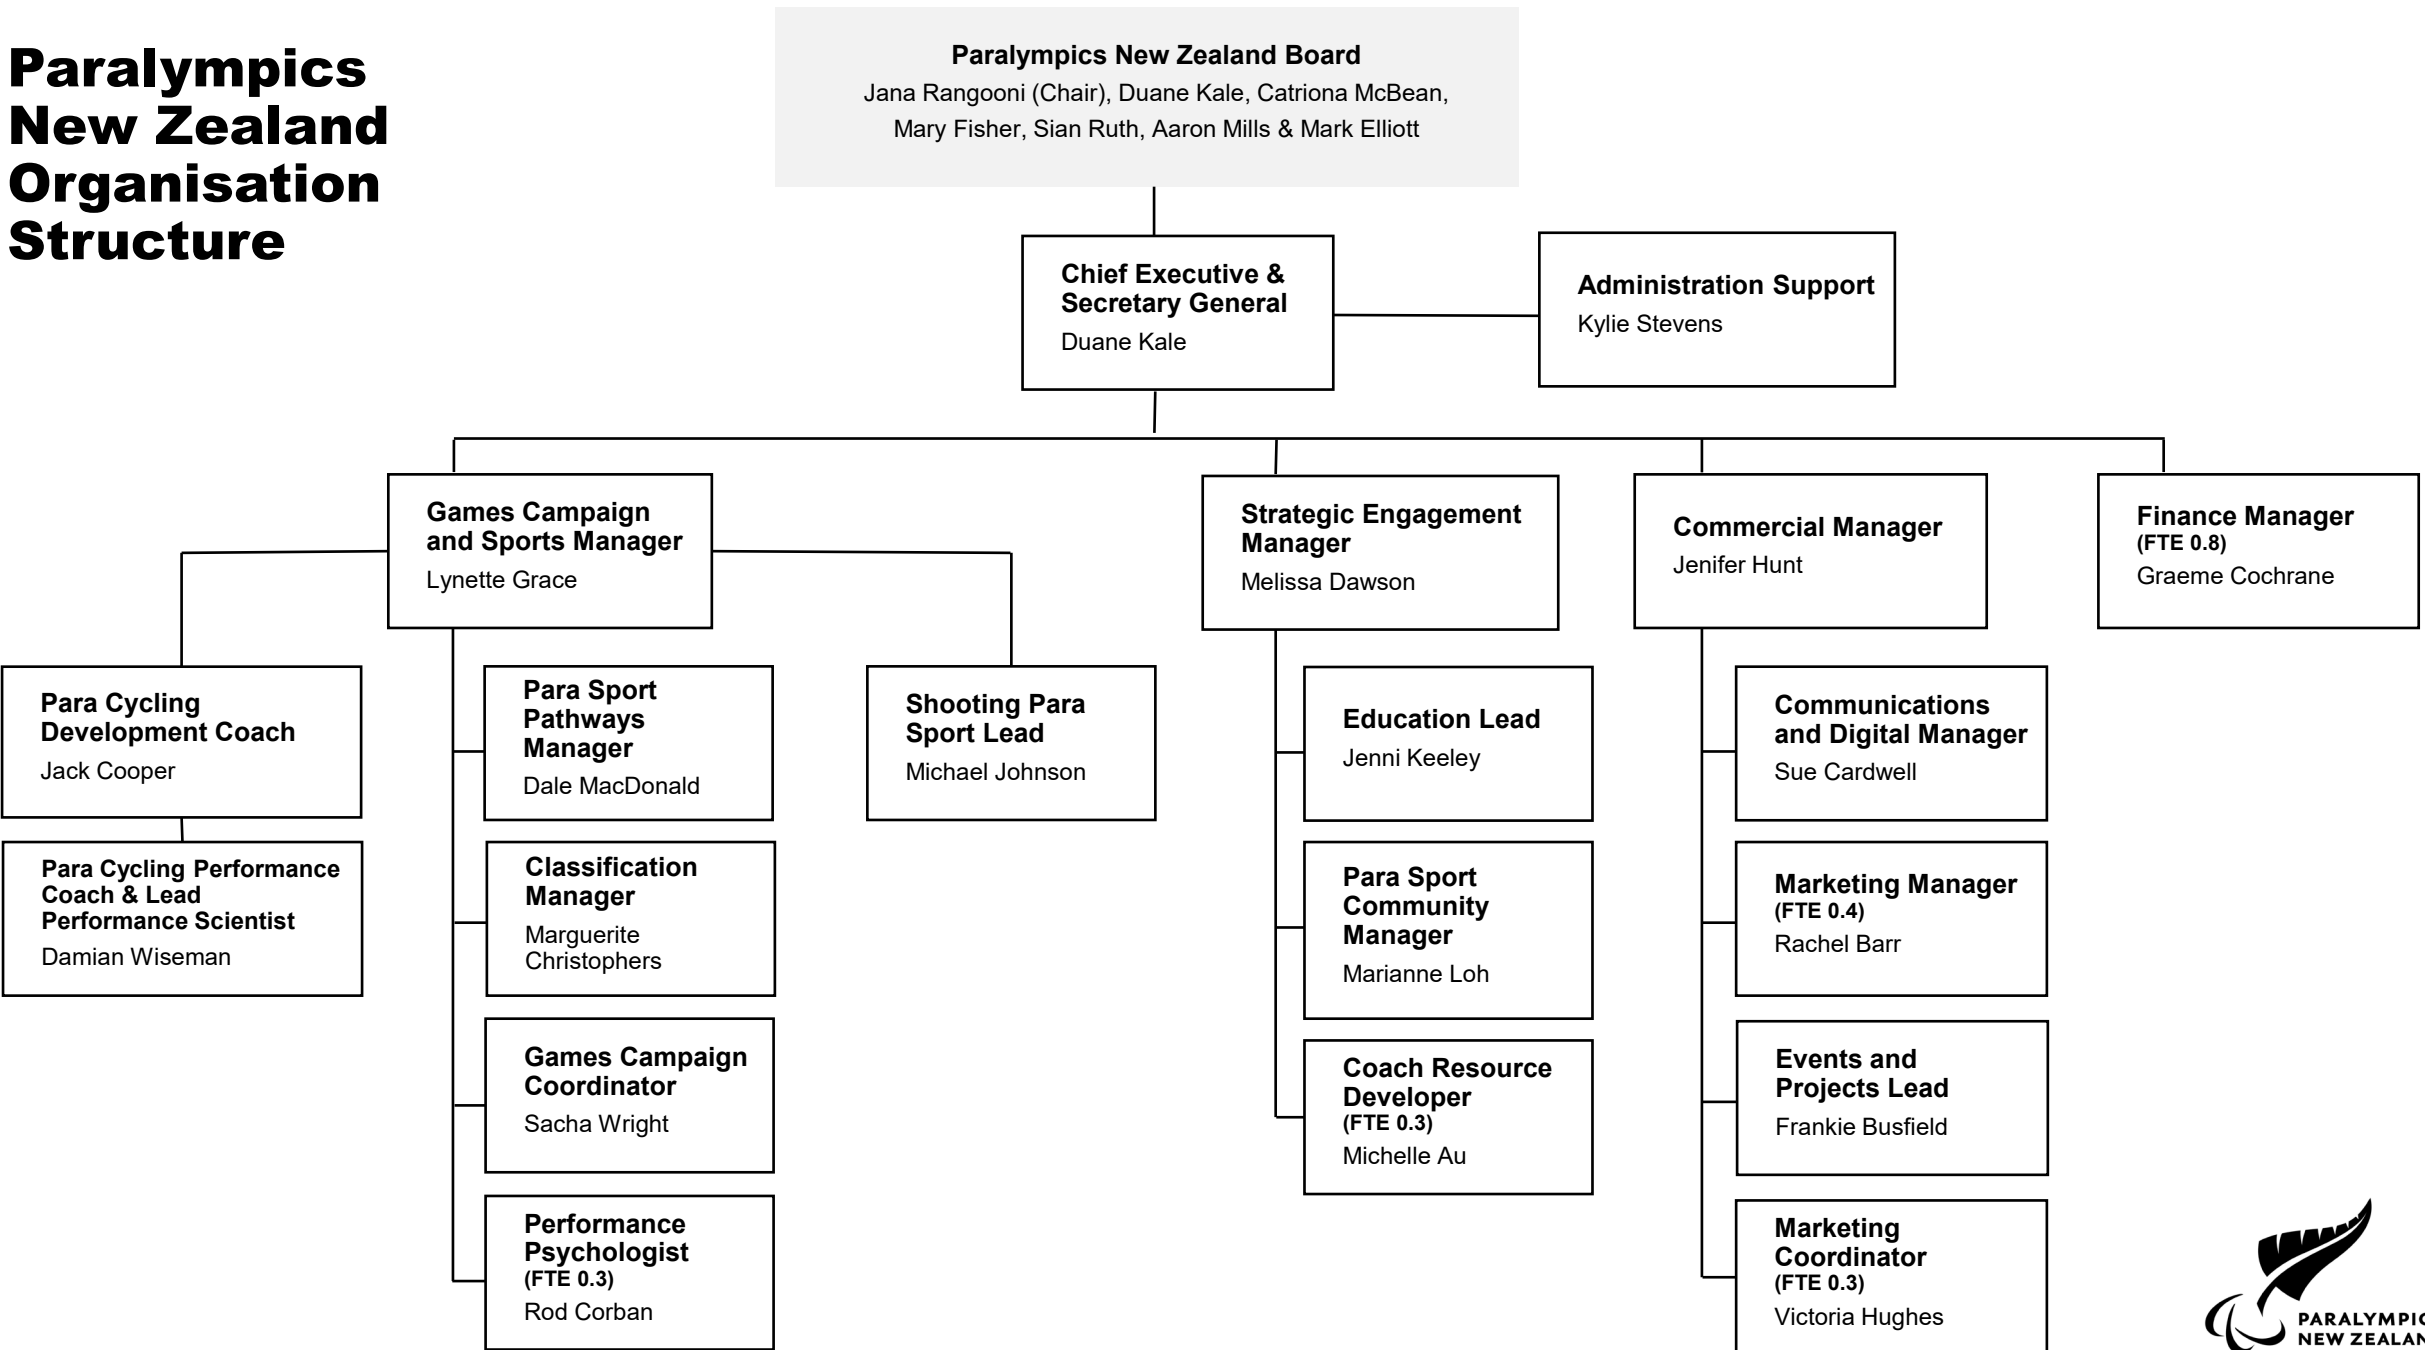 Paralympics
New Zealand
Organisation
Structure
Paralympics New Zealand Board
Jana Rangooni (Chair), Duane Kale, Catriona McBean,
Mary Fisher, Sian Ruth, Aaron Mills & Mark Elliott
Chief Executive &
Secretary General
Duane Kale
Administration Support
Kylie Stevens
Games Campaign
and Sports Manager
Lynette Grace
Strategic Engagement
Manager
Melissa Dawson
Commercial Manager
Jenifer Hunt
Finance Manager
(FTE 0.8)
Graeme Cochrane
Para Cycling
Development Coach
Jack Cooper
Para Cycling Performance
Coach & Lead
Performance Scientist
Damian Wiseman
Para Sport
Pathways
Manager
Dale MacDonald
Classification
Manager
Marguerite
Christophers
Games Campaign
Coordinator
Sacha Wright
Performance
Psychologist
(FTE 0.3)
Rod Corban
Shooting Para
Sport Lead
Michael Johnson
Education Lead
Jenni Keeley
Para Sport
Community
Manager
Marianne Loh
Coach Resource
Developer
(FTE 0.3)
Michelle Au
Communications
and Digital Manager
Sue Cardwell
Marketing Manager
(FTE 0.4)
Rachel Barr
Events and
Projects Lead
Frankie Busfield
Marketing
Coordinator
(FTE 0.3)
Victoria Hughes
PARALYMPIC
NEW ZEALAN